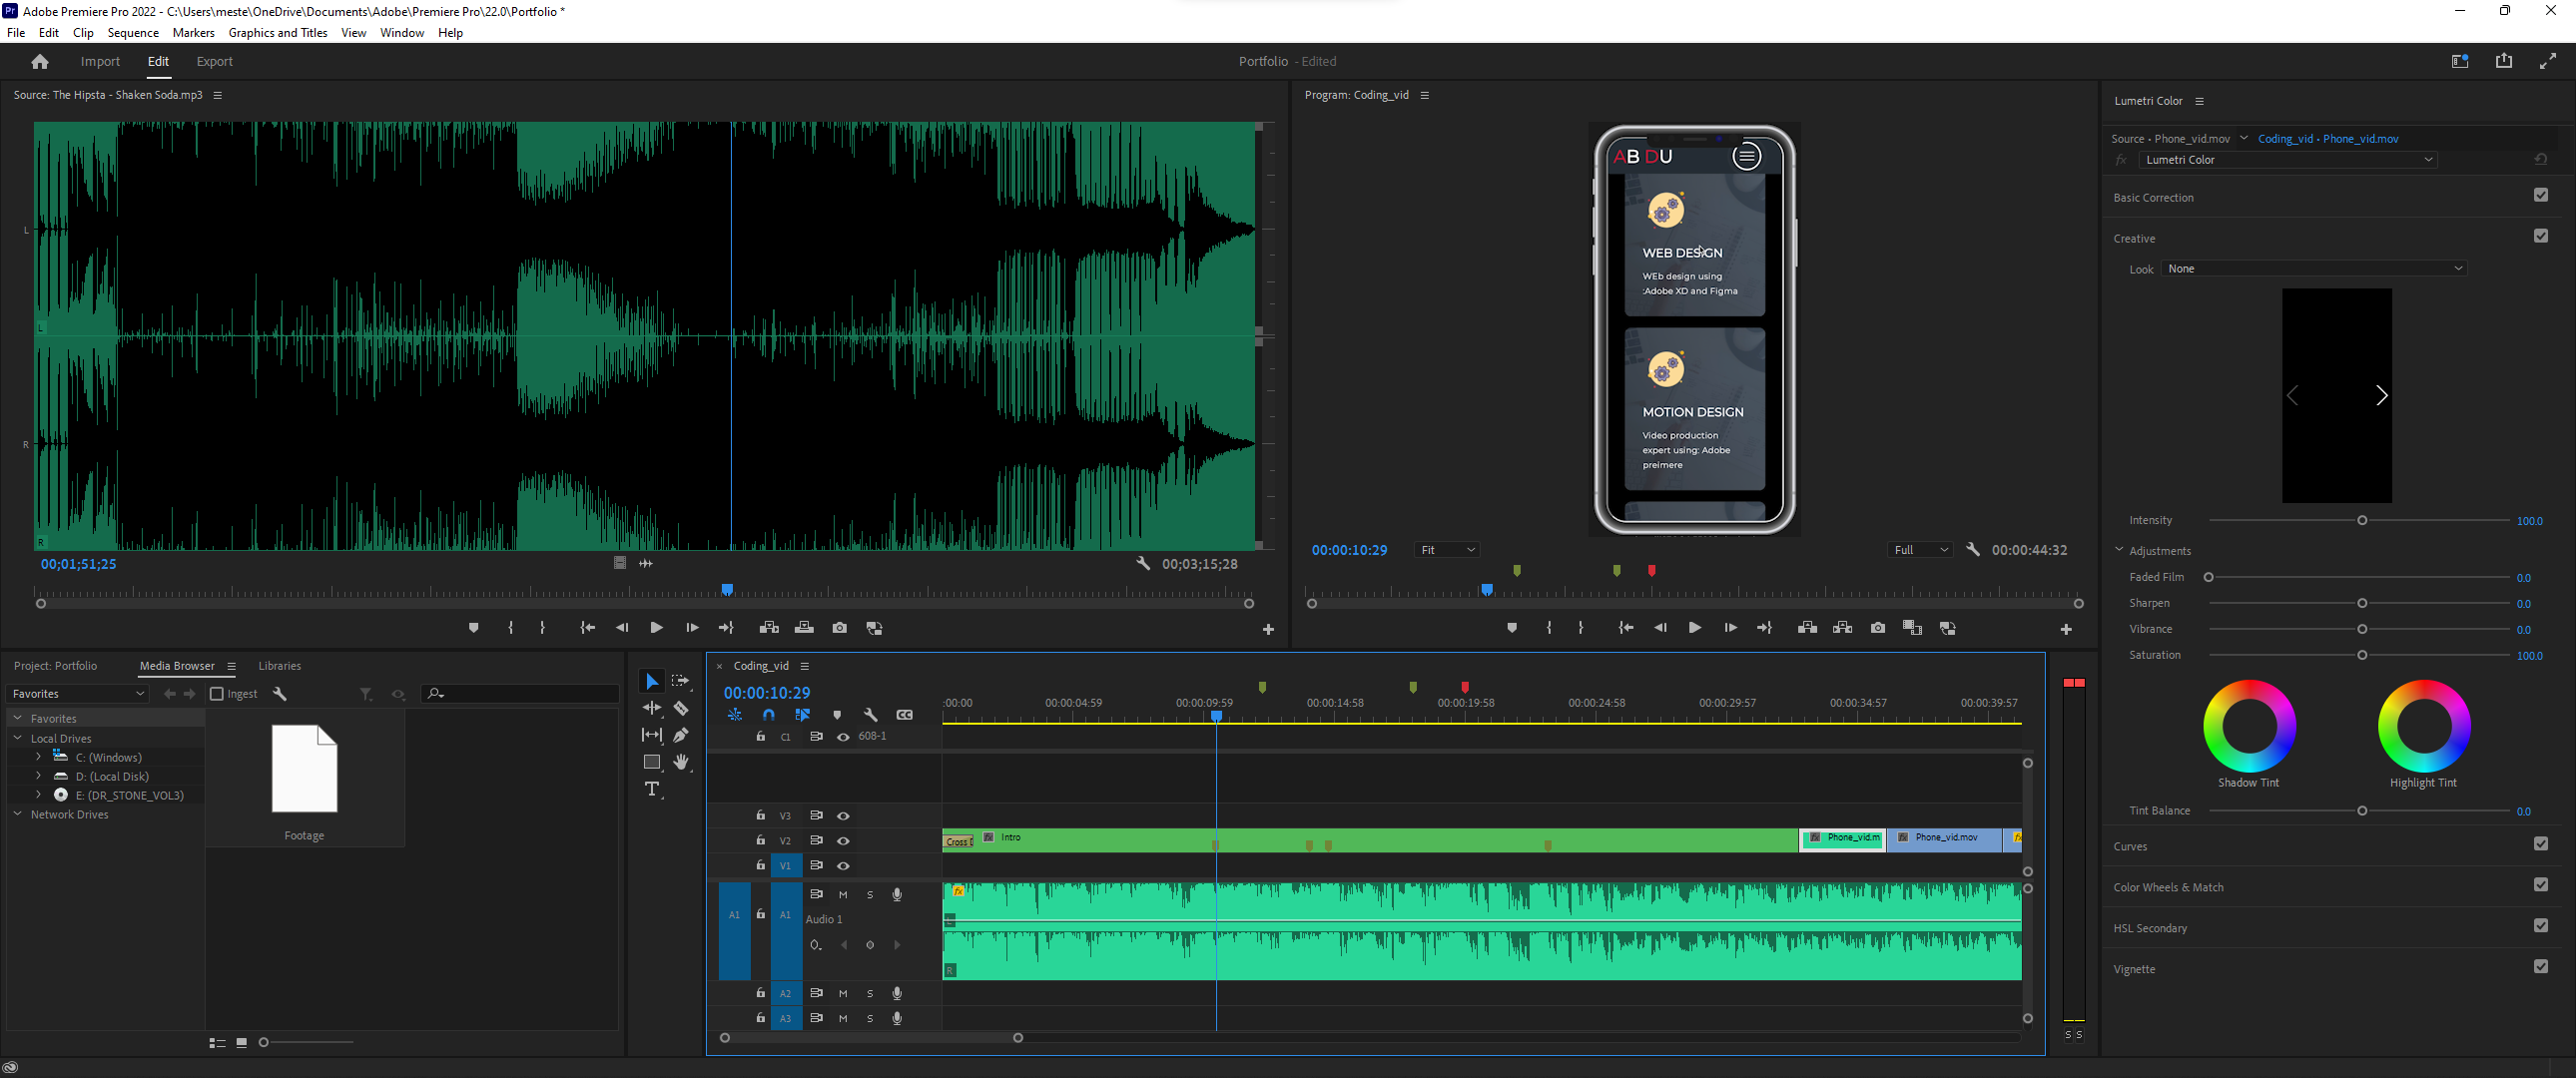 Pr Adobe Premiere Pro 2022 - C:\Users\meste\OneDrive\Documents\Adobe\Premiere Pro\22.0\Portfolio *
File Edit Clip Sequence Markers Graphics and Titles View Window Help
Import Edit Export
Portfolio - Edited
Source: The Hipsta - Shaken Soda.mp3
L
L
R
R
00;01;51;25
00;03;15;28
Program: Coding_vid
AB DU
WEB DESIGN
WEb design using
:Adobe XD and Figma
MOTION DESIGN
Video production
expert using: Adobe
preimere
00:00:10:29 Fit Full 00:00:44:32
Lumetri Color
Source • Phone_vid.mov Coding_vid • Phone_vid.mov
fx Lumetri Color
Basic Correction
Creative
Look None
Intensity 100.0
Adjustments
Faded Film 0.0
Sharpen 0.0
Vibrance 0.0
Saturation 100.0
Shadow Tint Highlight Tint
Tint Balance 0.0
Curves
Color Wheels & Match
HSL Secondary
Vignette
Project: Portfolio Media Browser Libraries
Favorites Ingest
Favorites
Local Drives
C: (Windows)
D: (Local Disk)
E: (DR_STONE_VOL3)
Network Drives
Footage
T
× Coding_vid
00:00:10:29
:00:00 00:00:04:59 00:00:09:59 00:00:14:58 00:00:19:58 00:00:24:58 00:00:29:57 00:00:34:57 00:00:39:57
CC
C1 608-1
V3
V2 Cross D fx Intro fx Phone_vid.m fx Phone_vid.mov
V1
A1 A1 M S fx
Audio 1
R
A2 M S
A3 M S
S S